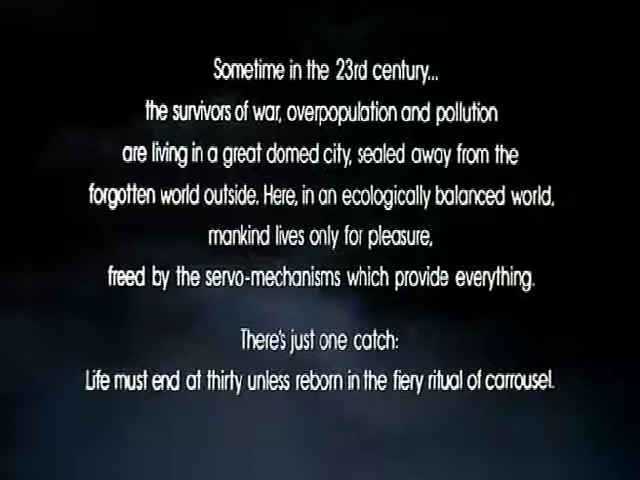 Sometime in the 23rd century...
the survivors of war, overpopulation and pollution
are living in a great domed city, sealed away from the
forgotten world outside. Here, in an ecologically balanced world,
mankind lives only for pleasure,
freed by the servo-mechanisms which provide everything.
There's just one catch:
Life must end at thirty unless reborn in the fiery ritual of carrousel.